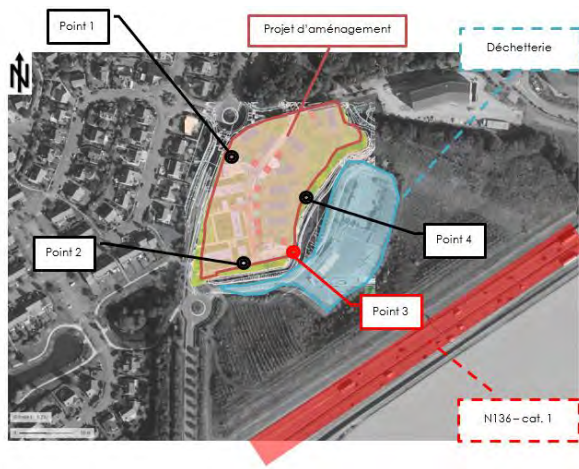 Point 1
Projet d'aménagement
Déchetterie
N
Point 4
Point 2
Point 3
N136 – cat. 1